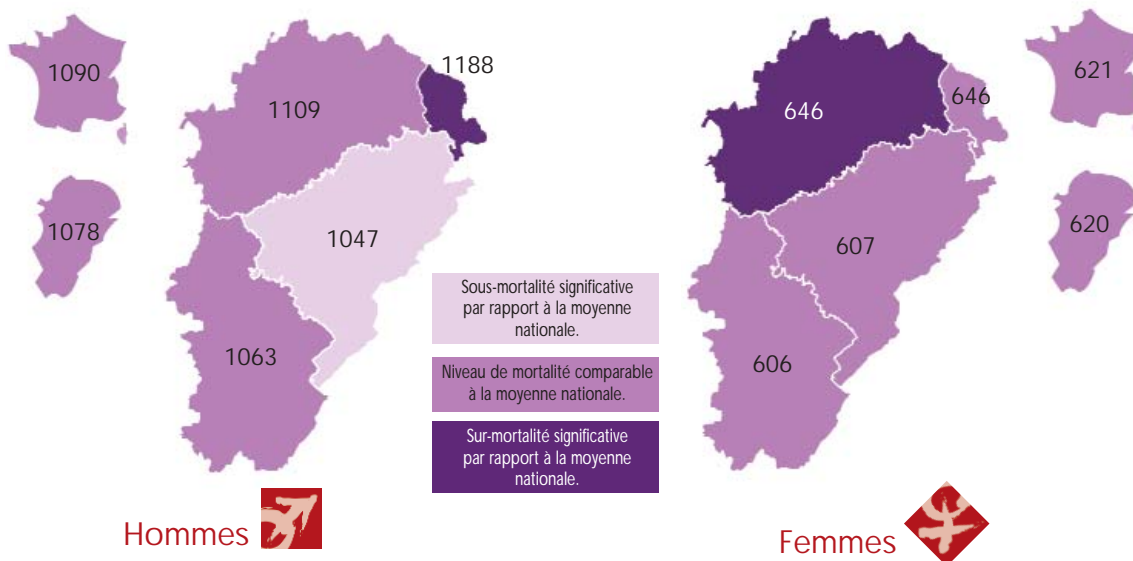 1090
1109
1188
1078
1047
1063
Sous-mortalité significative
par rapport à la moyenne
nationale.
Niveau de mortalité comparable
à la moyenne nationale.
Sur-mortalité significative
par rapport à la moyenne
nationale.
Hommes
646
646
621
607
620
606
Femmes